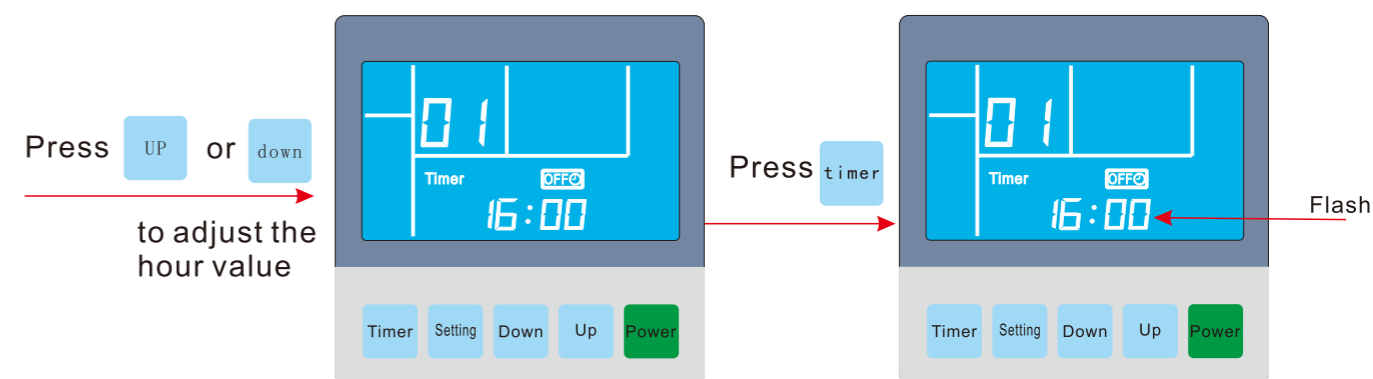 Press UP or down
to adjust the
hour value
01
Timer OFF
16:00
Timer Setting Down Up Power
Press timer
01
Timer OFF
16:00
Flash
Timer Setting Down Up Power